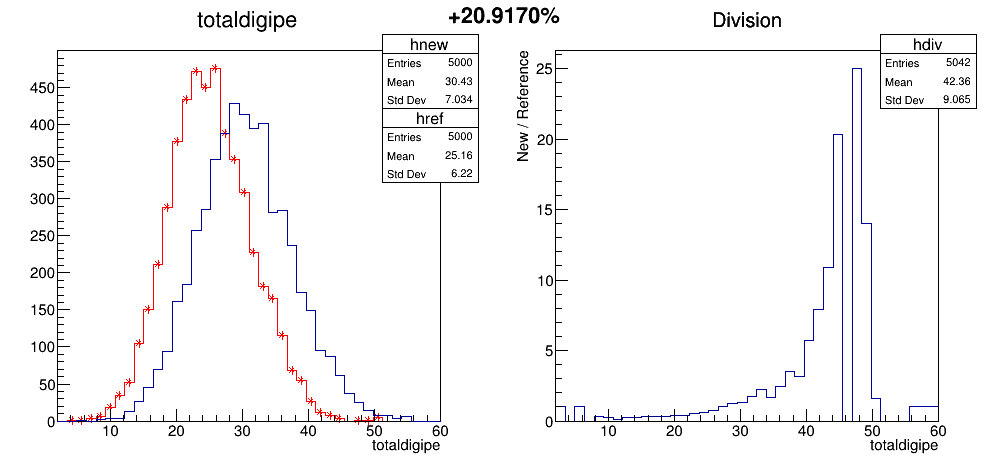 +20.9170%
totaldigipe
hnew
Entries 5000
Mean 30.43
Std Dev 7.034
href
Entries 5000
Mean 25.16
Std Dev 6.22
450
400
350
300
250
200
150
100
50
0
10 20 30 40 50 60
totaldigipe
Division
hdiv
Entries 5042
Mean 42.36
Std Dev 9.065
New / Reference
25
20
15
10
5
0
10 20 30 40 50 60
totaldigipe